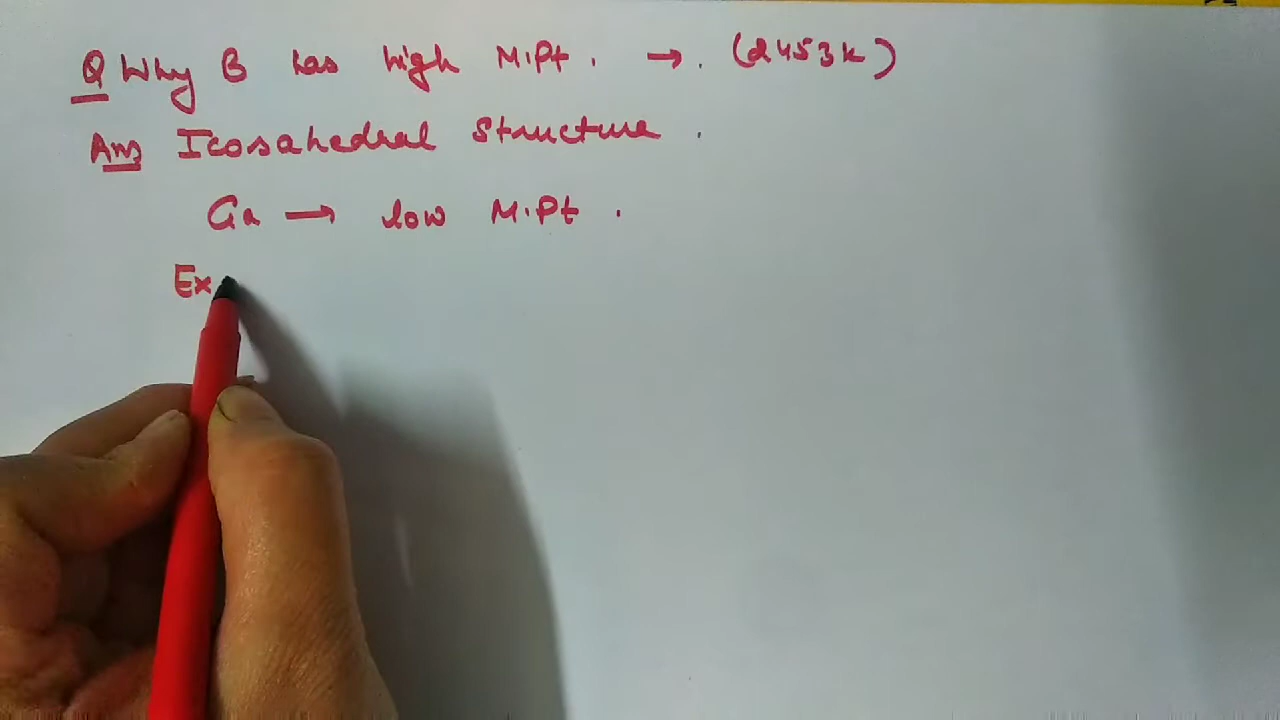 Q Why B has high M.Pt. → . (2453K)
Ans Icosahedral Structure .
Ga → low M.Pt .
Ex